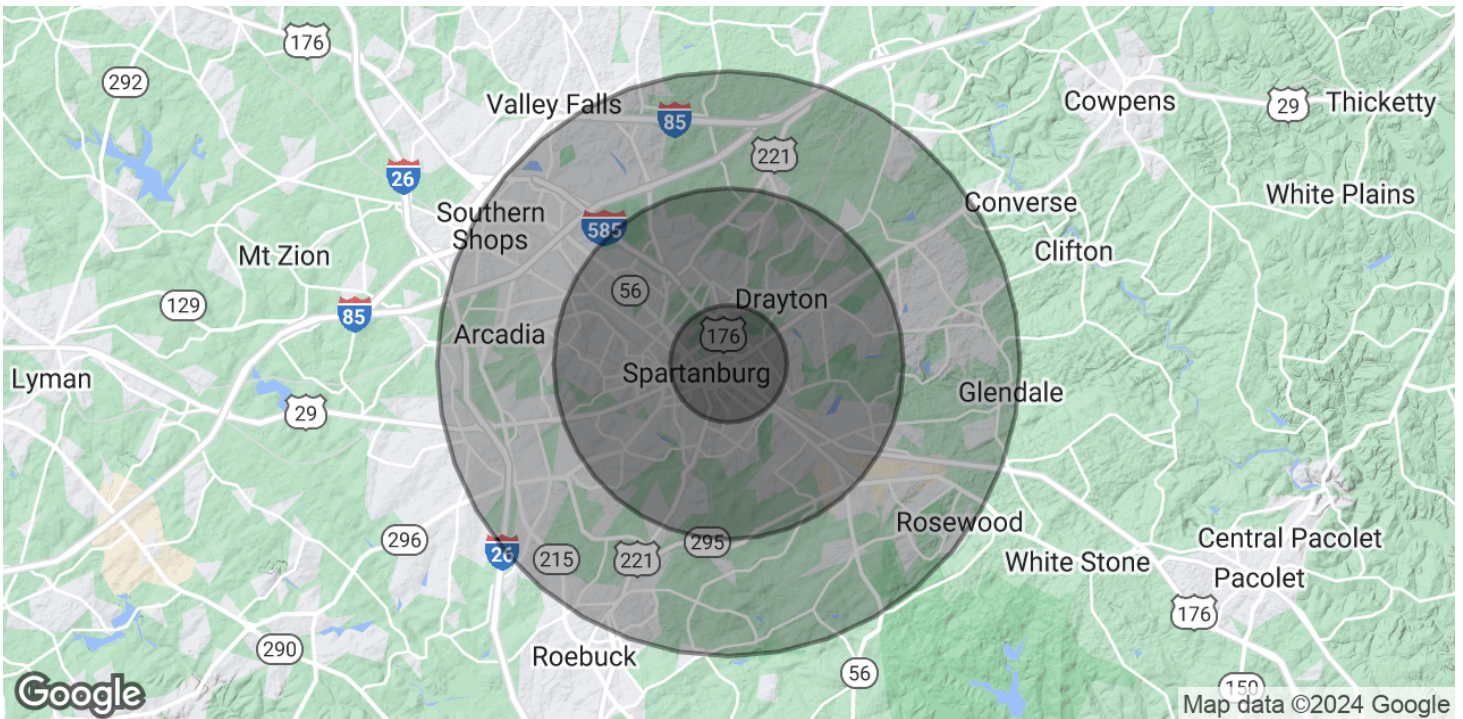 176
292
Valley Falls
85
Cowpens
29
Thicketty
221
26
White Plains
Southern
Shops
Converse
585
Mt Zion
Clifton
56
Drayton
129
85
Arcadia
176
Spartanburg
Lyman
Glendale
29
Rosewood
296
26
215
221
295
White Stone
Central Pacolet
Pacolet
176
290
Roebuck
56
150
Google
Map data ©2024 Google